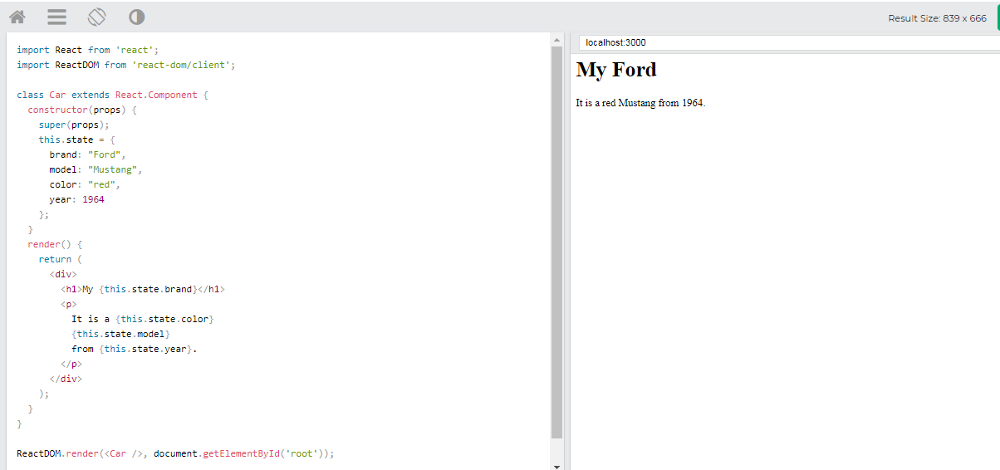 Result Size: 839 x 666
import React from 'react';
import ReactDOM from 'react-dom/client';
class Car extends React.Component {
constructor(props) {
super(props);
this.state = {
brand: "Ford",
model: "Mustang",
color: "red",
year: 1964
};
}
render() {
return (
<div>
<h1>My {this.state.brand}</h1>
<p>
It is a {this.state.color}
{this.state.model}
from {this.state.year}.
</p>
</div>
);
}
}
ReactDOM.render(<Car />, document.getElementById('root'));
localhost:3000
My Ford
It is a red Mustang from 1964.